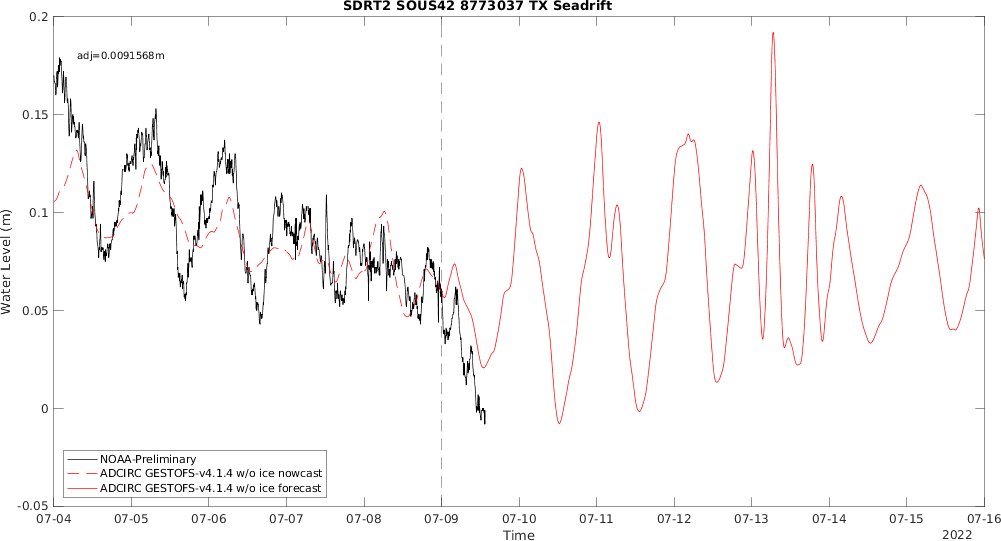 SDRT2 SOUS42 8773037 TX Seadrift
adj=0.0091568m
0.2
0.15
0.1
0.05
0
-0.05
Water Level (m)
NOAA-Preliminary
ADCIRC GESTOFS-v4.1.4 w/o ice nowcast
ADCIRC GESTOFS-v4.1.4 w/o ice forecast
07-04 07-05 07-06 07-07 07-08 07-09 07-10 07-11 07-12 07-13 07-14 07-15 07-16
Time
2022